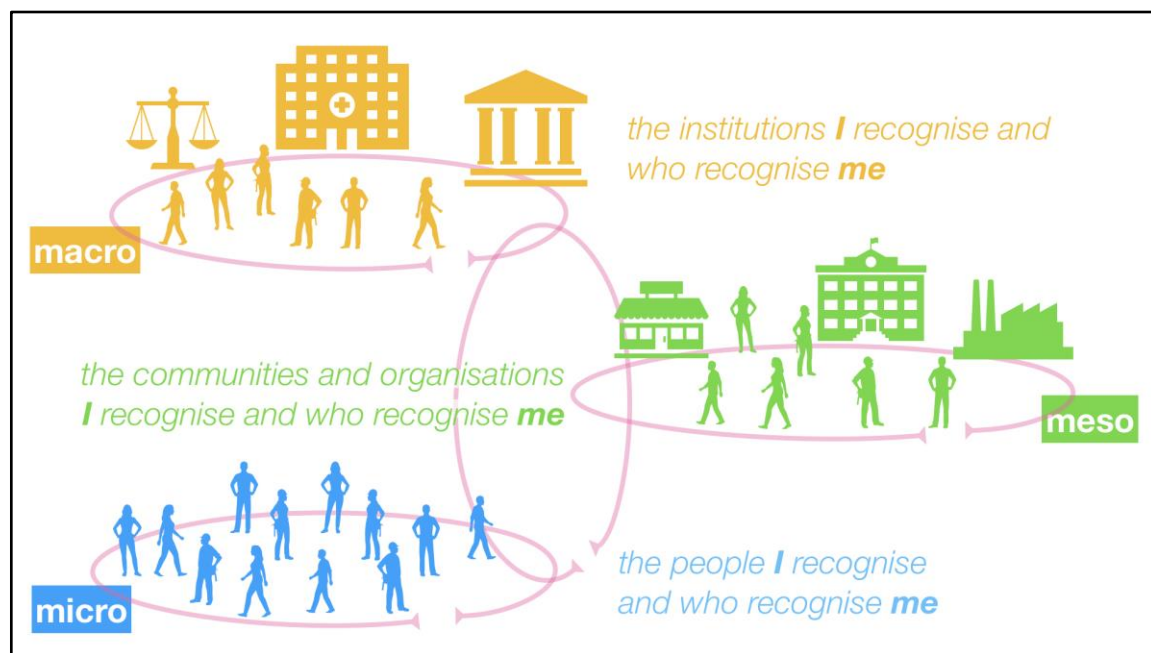 the institutions I recognise and
who recognise me
macro
the communities and organisations
I recognise and who recognise me
meso
the people I recognise
and who recognise me
micro